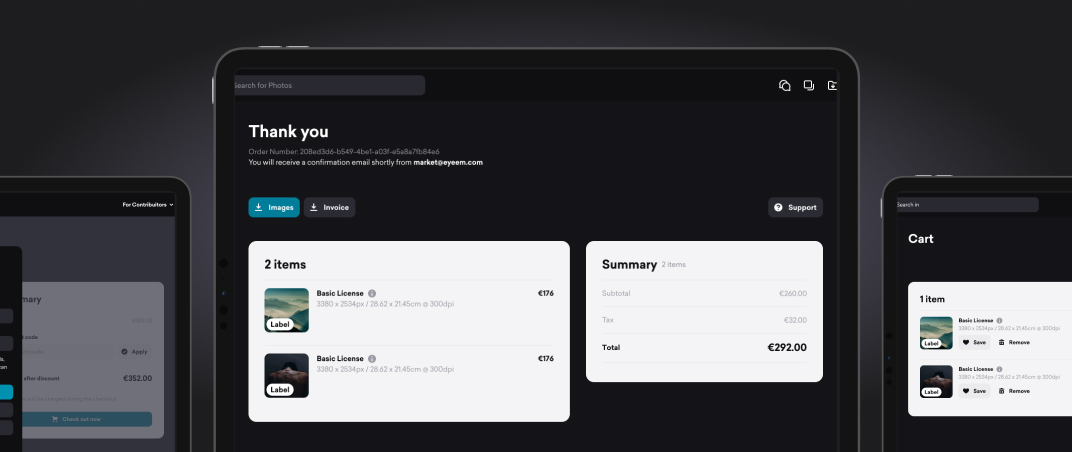 Search for Photos
Thank you
Order Number: 208ed3d6-b549-4be1-a03f-e5a8a7fb84e6
You will receive a confirmation email shortly from market@eyeem.com
Images
Invoice
Support
2 items
Basic License
€176
3380 x 2534px / 28.62 x 21.45cm @ 300dpi
Label
Basic License
€176
3380 x 2534px / 28.62 x 21.45cm @ 300dpi
Label
Summary 2 items
Subtotal €260.00
Tax €32.00
Total €292.00
For Contributors
mary
code
Apply
after discount €352.00
Check out now
Search in
Cart
1 item
Basic License
3380 x 2534px / 28.62 x 21.45cm @ 300dpi
Label
Save
Remove
Basic License
3380 x 2534px / 28.62 x 21.45cm @ 300dpi
Label
Save
Remove